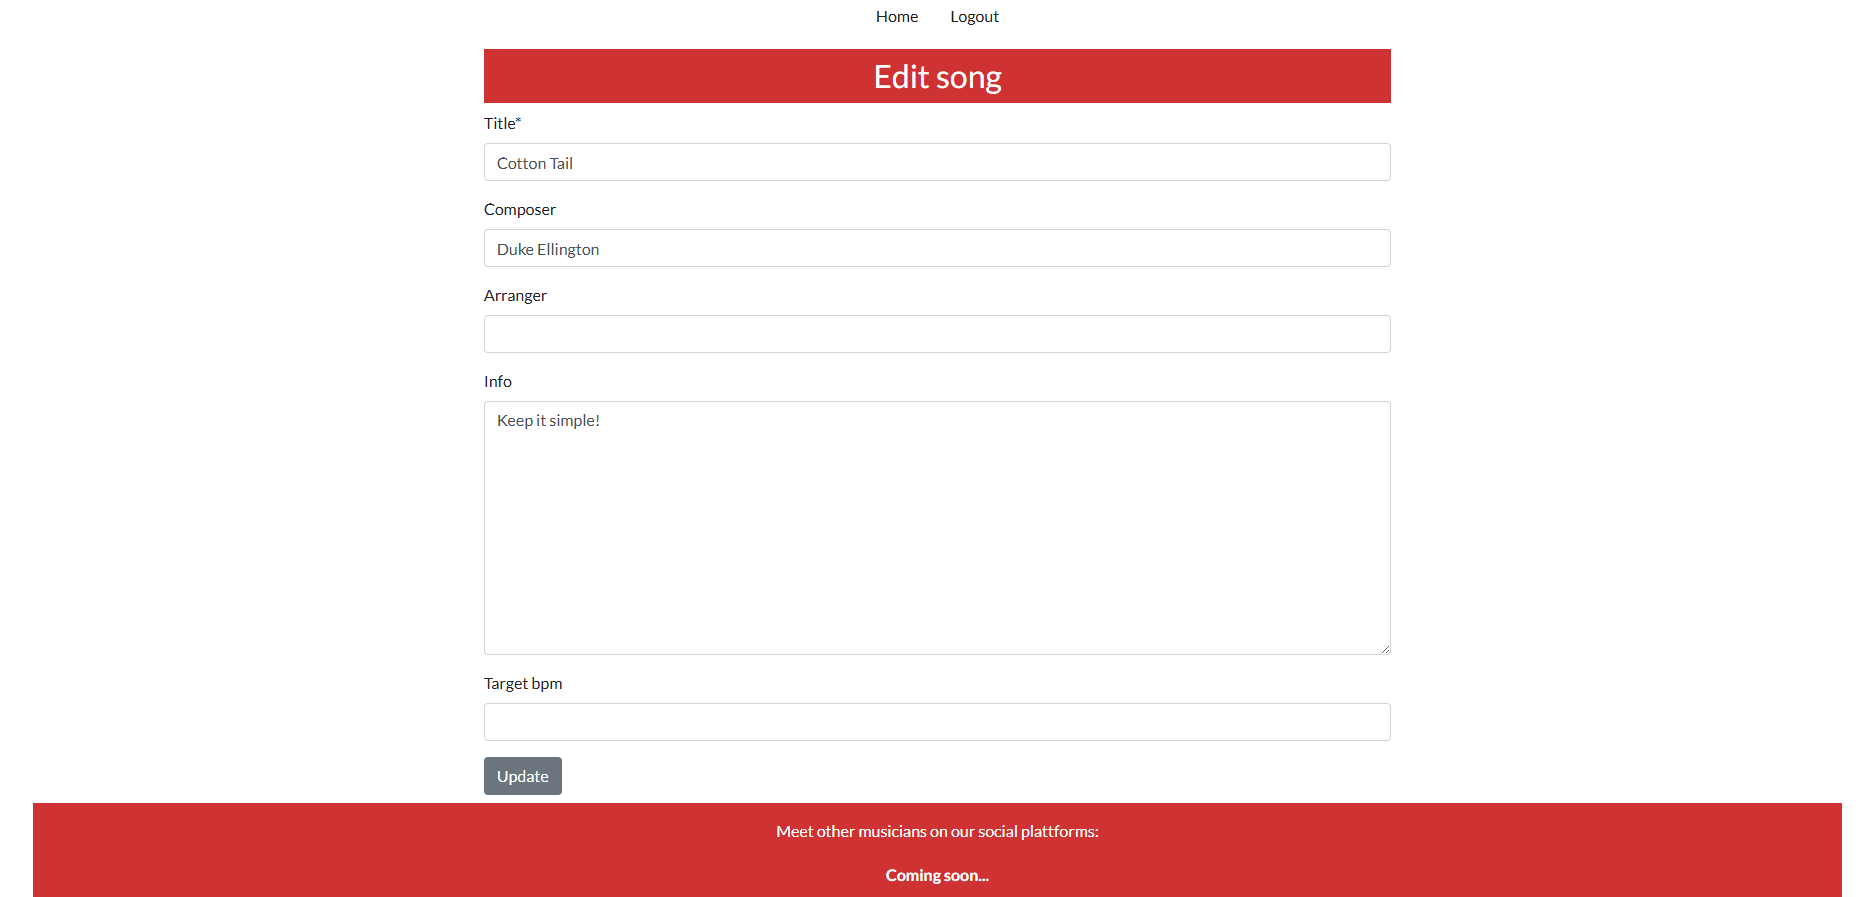 Home Logout
Edit song
Title*
Cotton Tail
Composer
Duke Ellington
Arranger
Info
Keep it simple!
Target bpm
Update
Meet other musicians on our social plattforms:
Coming soon...